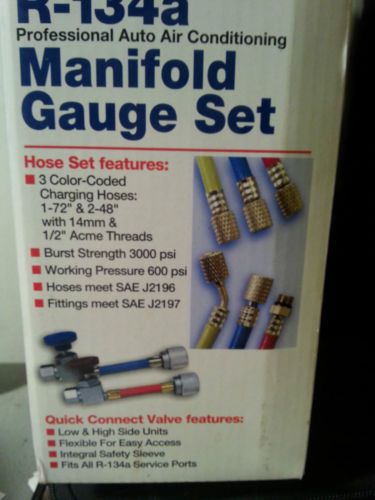 R-134a
Professional Auto Air Conditioning
Manifold
Gauge Set
Hose Set features:
■ 3 Color-Coded
Charging Hoses:
1-72" & 2-48"
with 14mm &
1/2" Acme Threads
■ Burst Strength 3000 psi
■ Working Pressure 600 psi
■ Hoses meet SAE J2196
■ Fittings meet SAE J2197
Quick Connect Valve features:
■ Low & High Side Units
■ Flexible For Easy Access
■ Integral Safety Sleeve
■ Fits All R-134a Service Ports